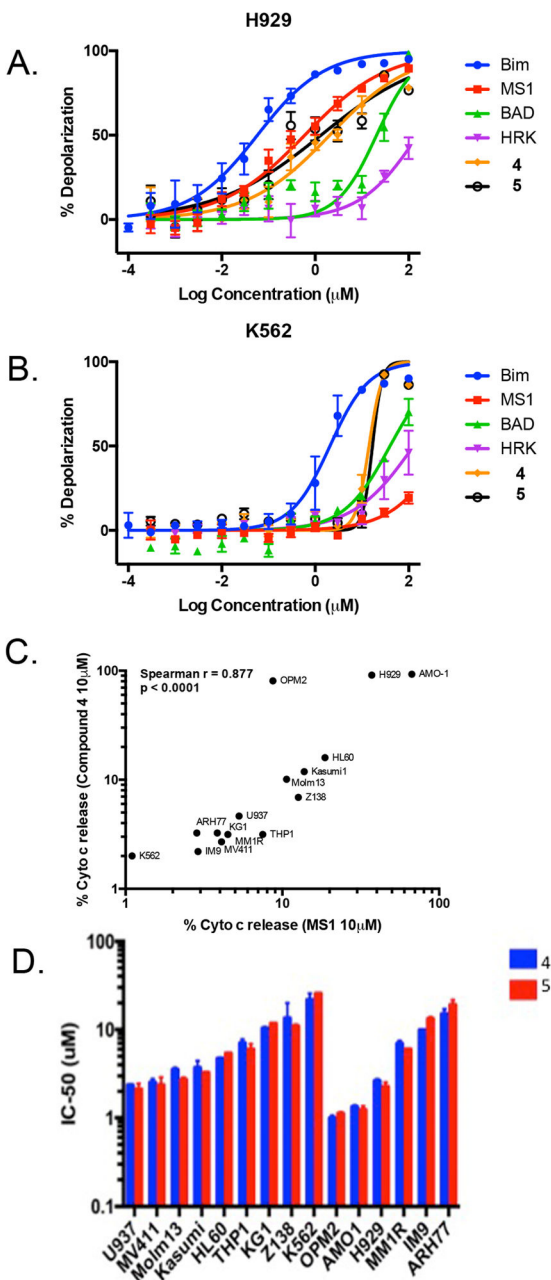 H929
A.
100
50
0
% Depolarization
-4
-2
0
2
Log Concentration (μM)
Bim
MS1
BAD
HRK
4
5
K562
B.
100
50
0
% Depolarization
-4
-2
0
2
Log Concentration (μM)
Bim
MS1
BAD
HRK
4
5
C.
% Cyto c release (Compound 4 10μM)
100
10
1
Spearman r = 0.877
p < 0.0001
OPM2
H929
AMO-1
HL60
Kasumi1
Molm13
Z138
U937
ARH77
KG1
THP1
MM1R
MV411
IM9
K562
1
10
100
% Cyto c release (MS1 10μM)
D.
100
10
1
0.1
IC-50 (uM)
4
5
U937
MV411
Molm13
Kasumi
HL60
THP1
KG1
Z138
K562
OPM2
AMO1
H929
MM1R
IM9
ARH77